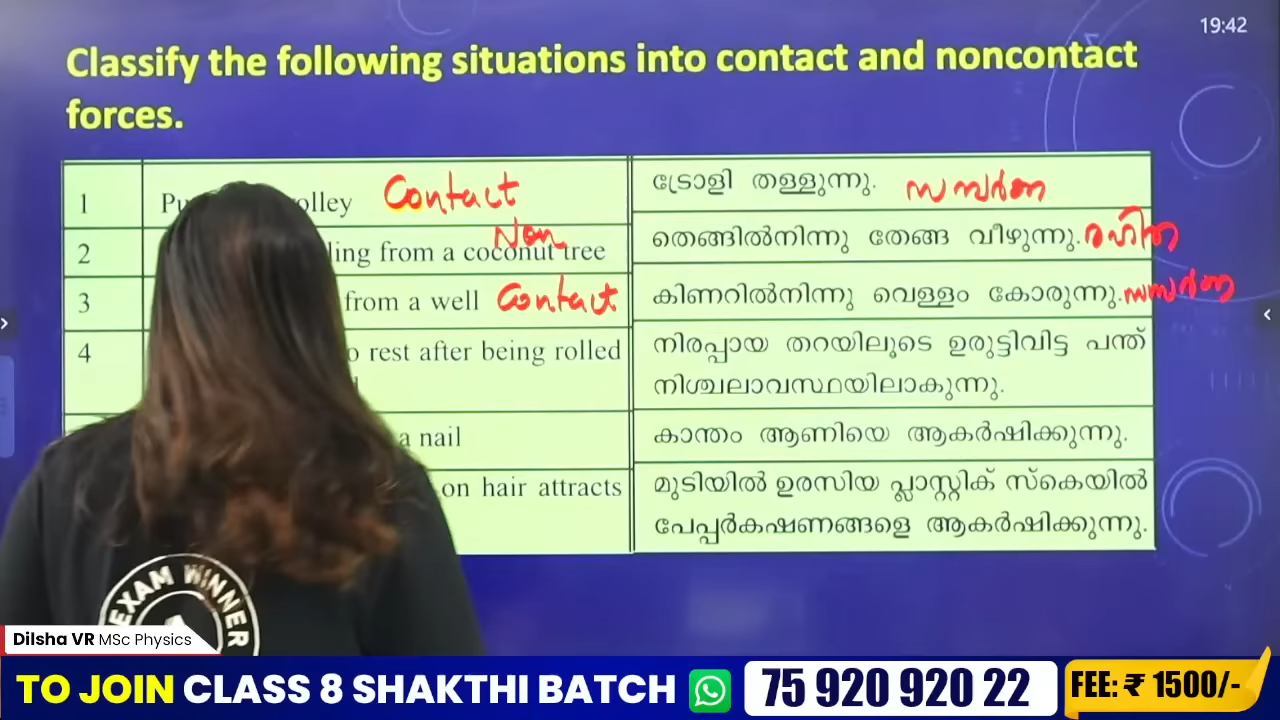 19:42
Classify the following situations into contact and noncontact
forces.
1 olley Contact ട്രോളി തള്ളുന്നു. സമ്പർക്ക
Non
2 ling from a coconut tree തെങ്ങിൽനിന്നു തേങ്ങ വീഴുന്നു. രഹിത
3 from a well Contact കിണറിൽനിന്നു വെള്ളം കോരുന്നു. സമ്പർക്ക
4 rest after being rolled നിരപ്പായ തറയിലൂടെ ഉരുട്ടിവിട്ട പന്ത്
നിശ്ചലാവസ്ഥയിലാകുന്നു.
a nail കാന്തം ആണിയെ ആകർഷിക്കുന്നു.
on hair attracts മുടിയിൽ ഉരസിയ പ്ലാസ്റ്റിക് സ്കെയിൽ
പേപ്പർകഷണങ്ങളെ ആകർഷിക്കുന്നു.
EXAM WINNER
Dilsha VR MSc Physics
TO JOIN CLASS 8 SHAKTHI BATCH 75 920 920 22 FEE: ₹ 1500/-